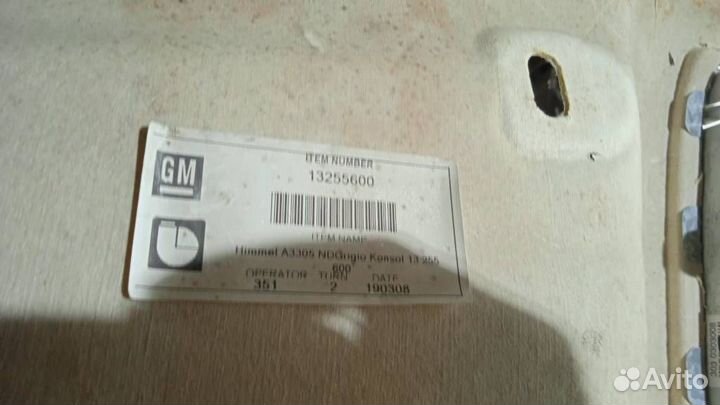 GM
ITEM NUMBER
13255600
ITEM NAME
Himmel A3305 NDGrigio Konsol 13 255
600
OPERATOR TURN DATE
351 2 190308
Avito